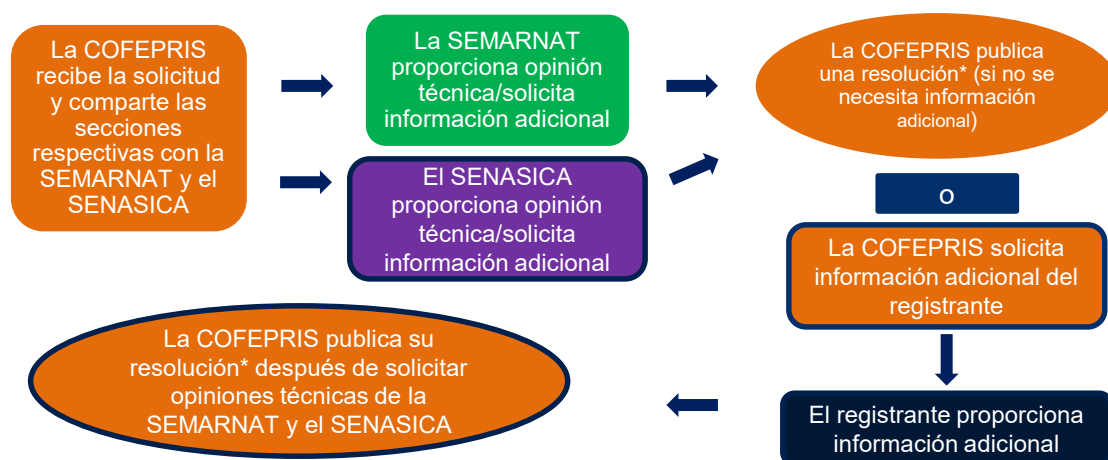 La COFEPRIS
recibe la solicitud
y comparte las
secciones
respectivas con la
SEMARNAT y el
SENASICA
La SEMARNAT
proporciona opinión
técnica/solicita
información adicional
El SENASICA
proporciona opinión
técnica/solicita
información adicional
La COFEPRIS publica
una resolución* (si no se
necesita información
adicional)
o
La COFEPRIS solicita
información adicional del
registrante
El registrante proporciona
información adicional
La COFEPRIS publica su
resolución* después de solicitar
opiniones técnicas de la
SEMARNAT y el SENASICA